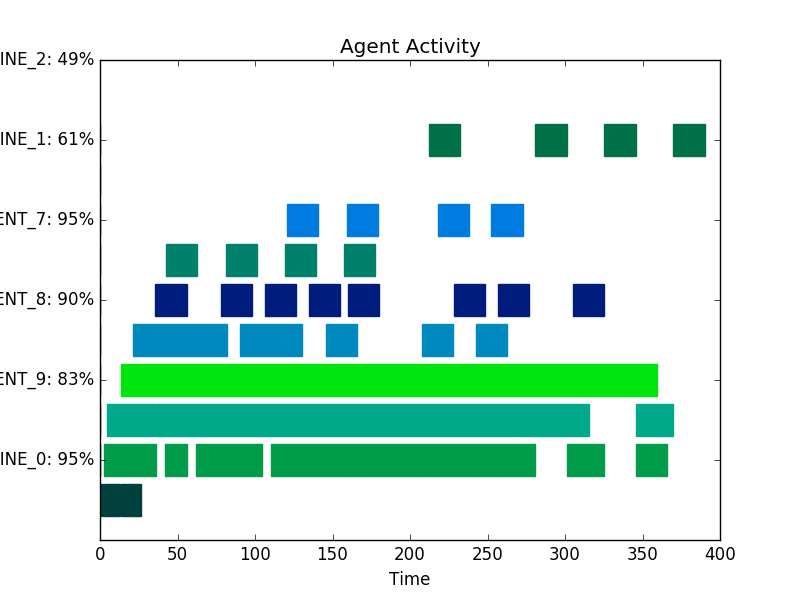 Agent Activity
INE_2: 49%
INE_1: 61%
ENT_7: 95%
ENT_8: 90%
ENT_9: 83%
INE_0: 95%
0 50 100 150 200 250 300 350 400
Time